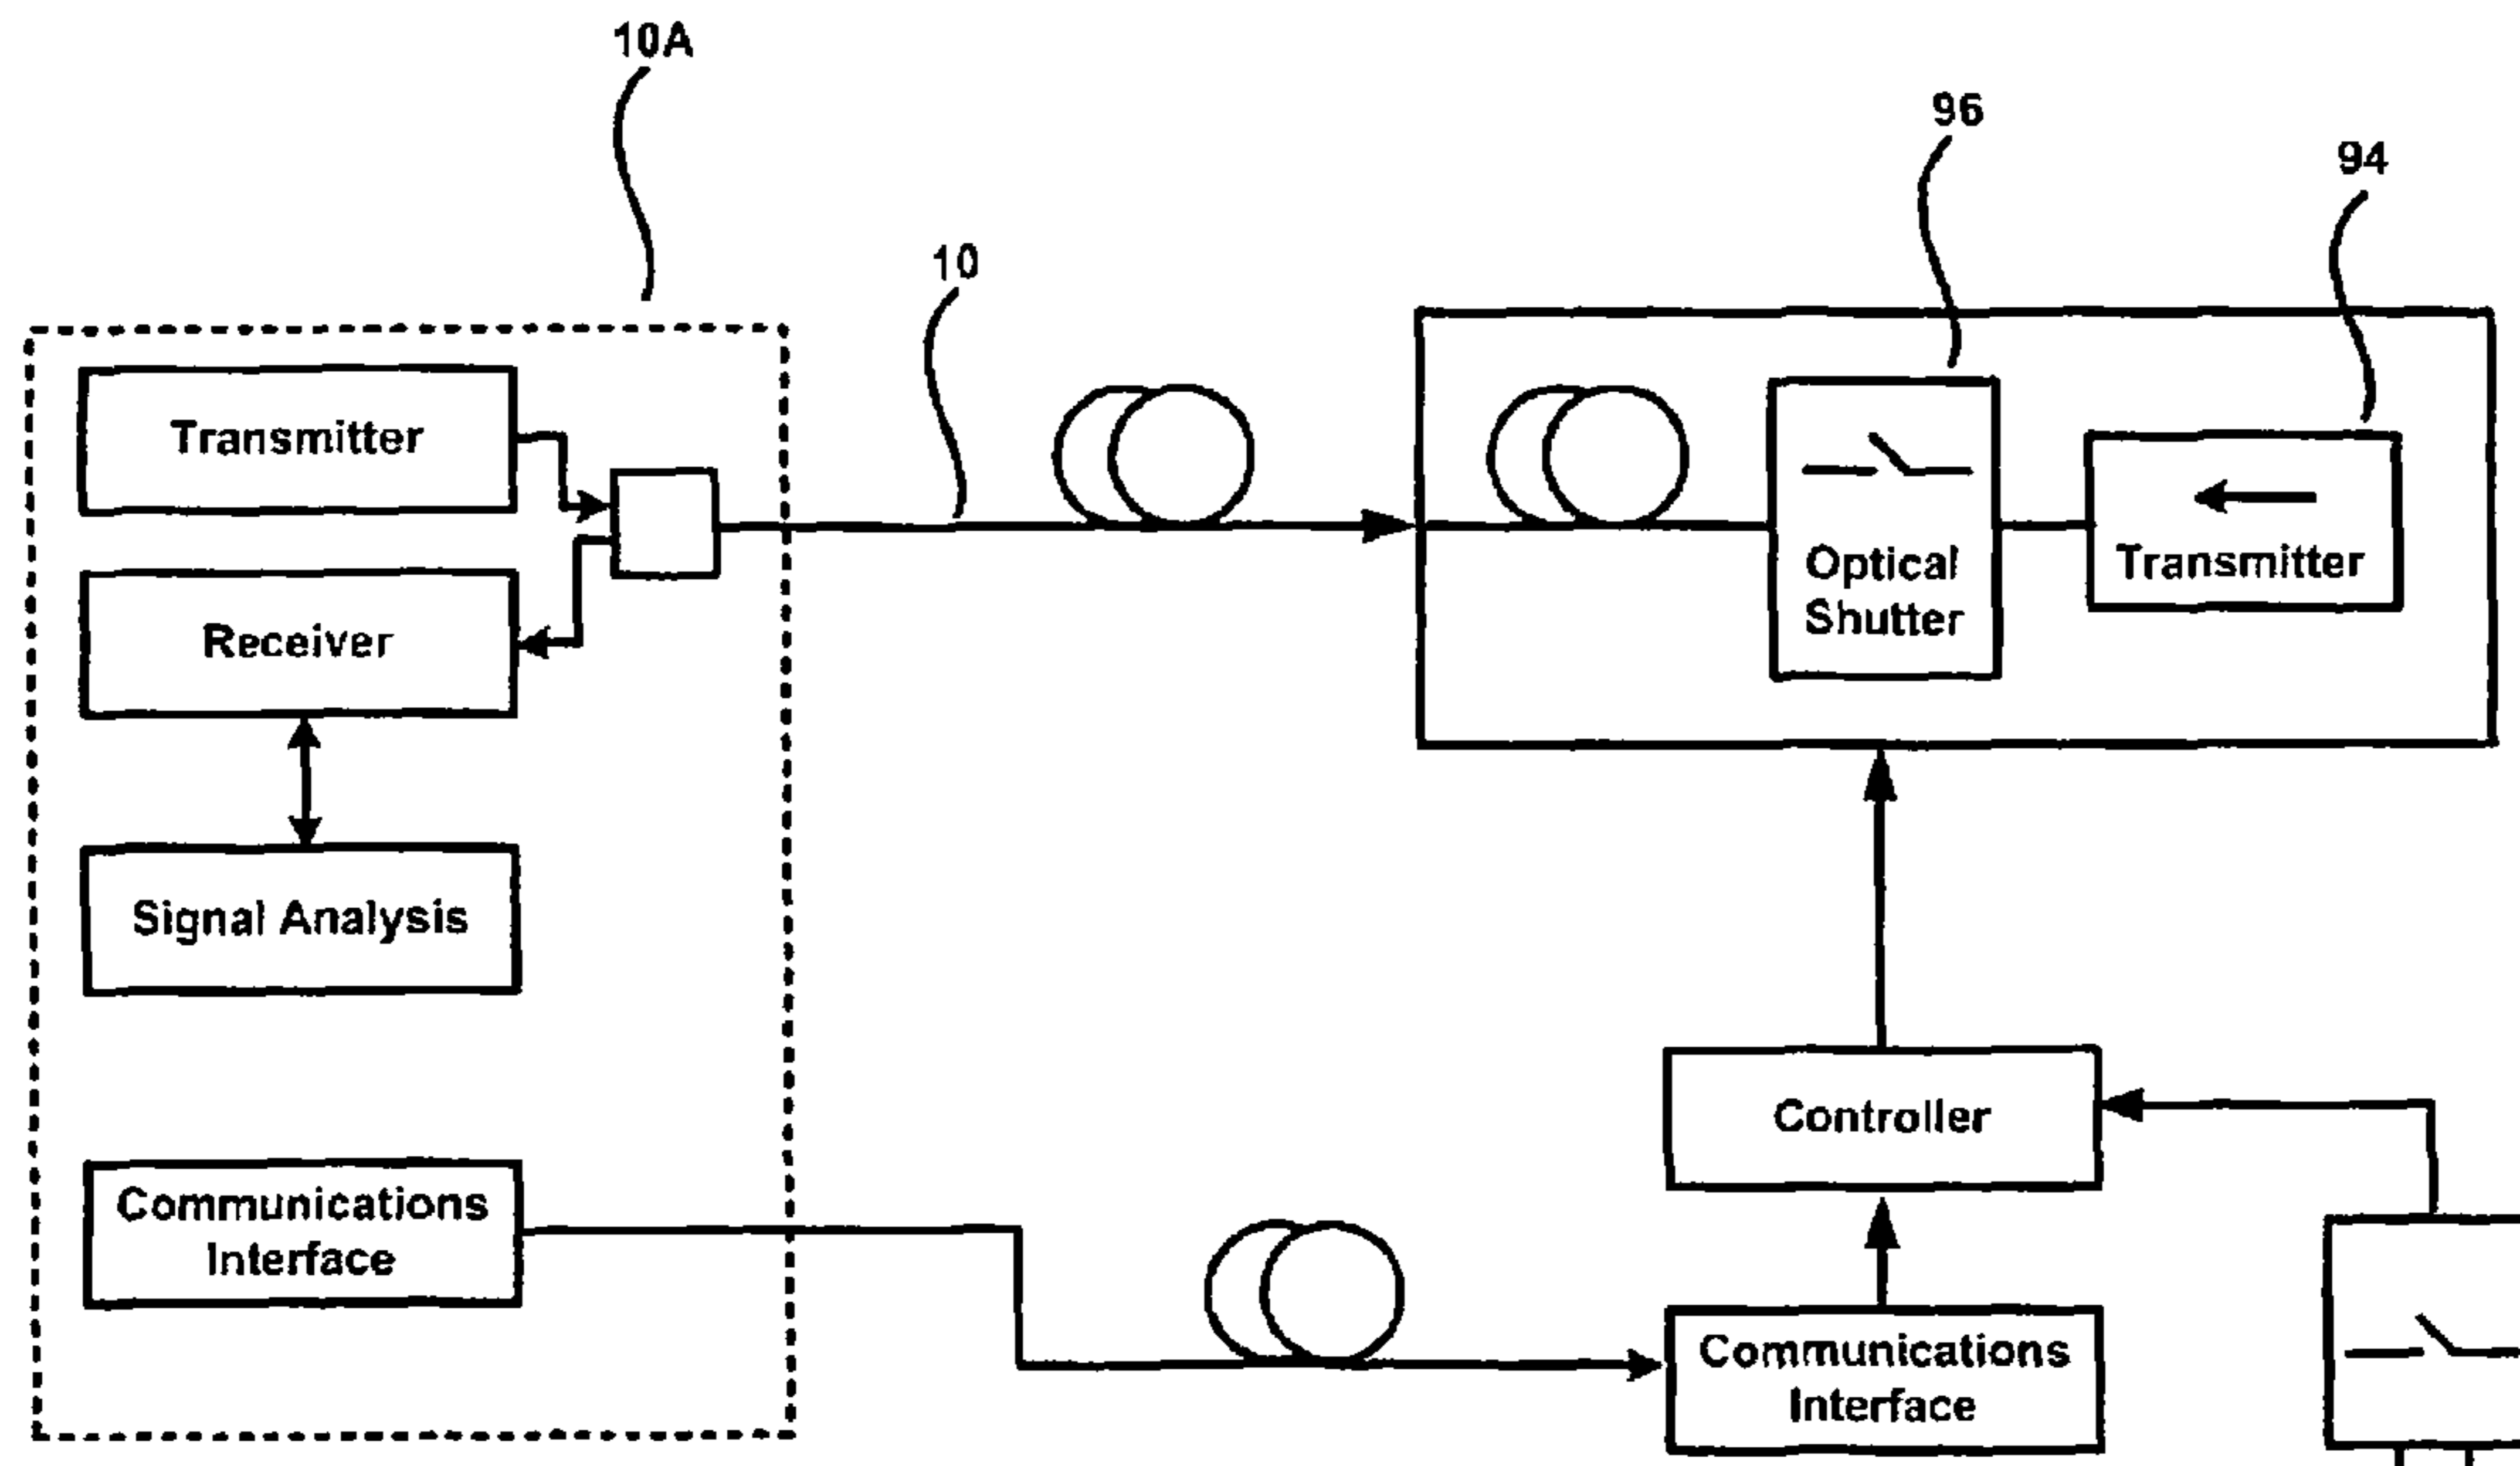 10A
96
94
10
Transmitter
Receiver
Signal Analysis
Communications
Interface
Optical
Shutter
Transmitter
Controller
Communications
Interface